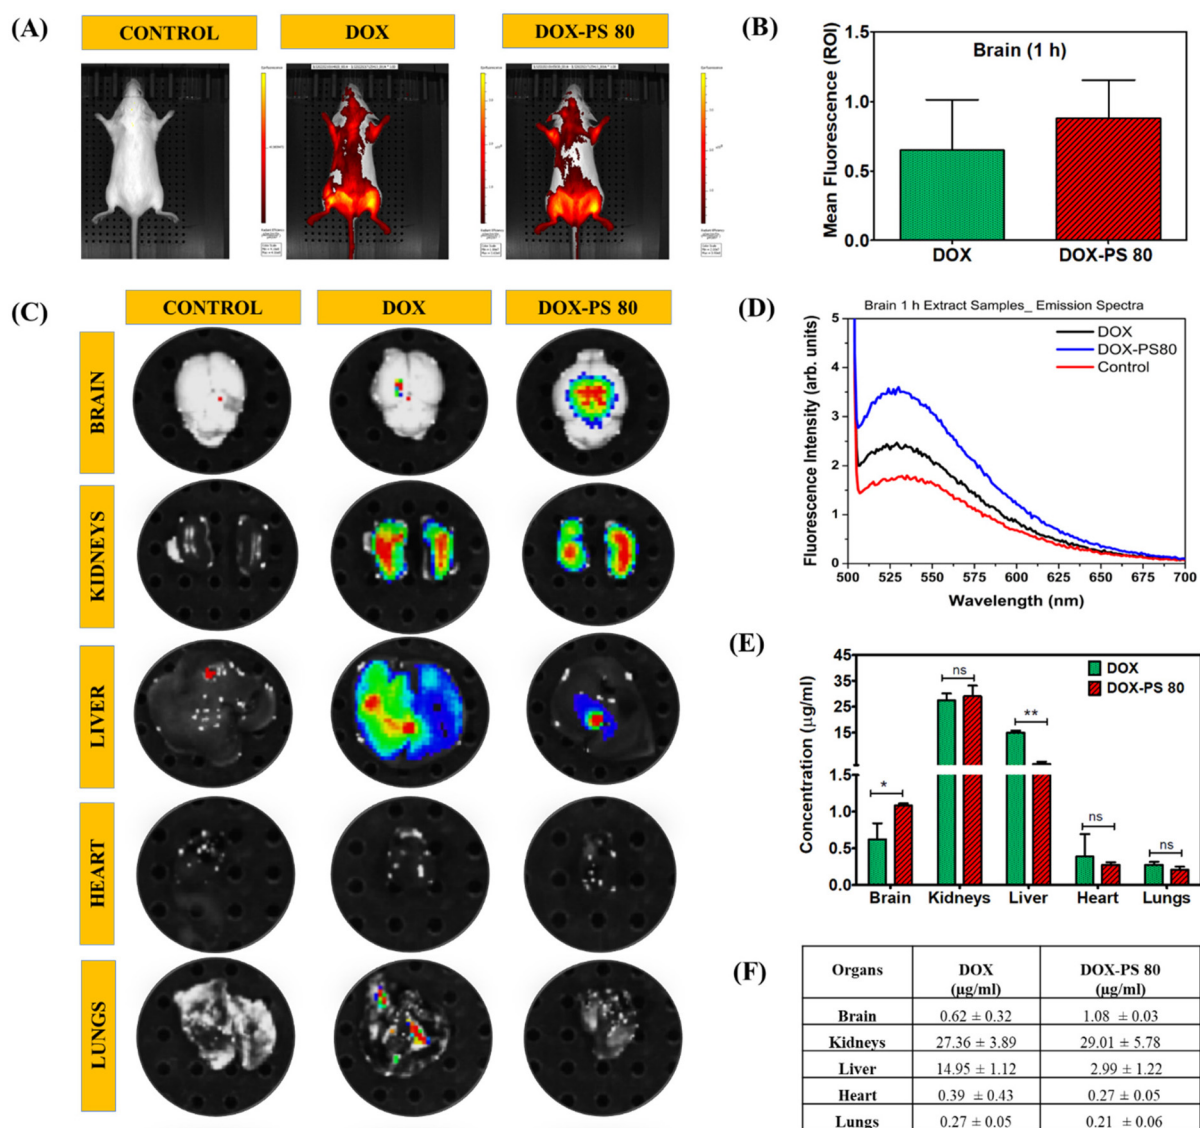 (A)
CONTROL
DOX
DOX-PS 80
(B)
Brain (1 h)
Mean Fluorescence (ROI)
1.5
1.0
0.5
0.0
DOX
DOX-PS 80
(C)
CONTROL
DOX
DOX-PS 80
BRAIN
KIDNEYS
LIVER
HEART
LUNGS
(D)
Brain 1 h Extract Samples_ Emission Spectra
DOX
DOX-PS80
Control
Fluorescence Intensity (arb. units)
5
4
3
2
1
0
500 525 550 575 600 625 650 675 700
Wavelength (nm)
(E)
DOX
DOX-PS 80
Concentration (µg/ml)
45
35
25
15
1.5
1.0
0.5
0.0
*
ns
**
ns
ns
Brain Kidneys Liver Heart Lungs
(F)
Organs DOX (µg/ml) DOX-PS 80 (µg/ml)
Brain 0.62 ± 0.32 1.08 ± 0.03
Kidneys 27.36 ± 3.89 29.01 ± 5.78
Liver 14.95 ± 1.12 2.99 ± 1.22
Heart 0.39 ± 0.43 0.27 ± 0.05
Lungs 0.27 ± 0.05 0.21 ± 0.06